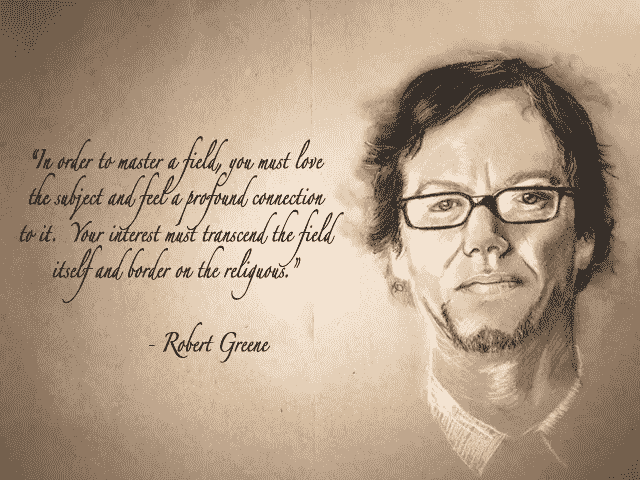 "In order to master a field, you must love
the subject and feel a profound connection
to it. Your interest must transcend the field
itself and border on the religuous."
- Robert Greene